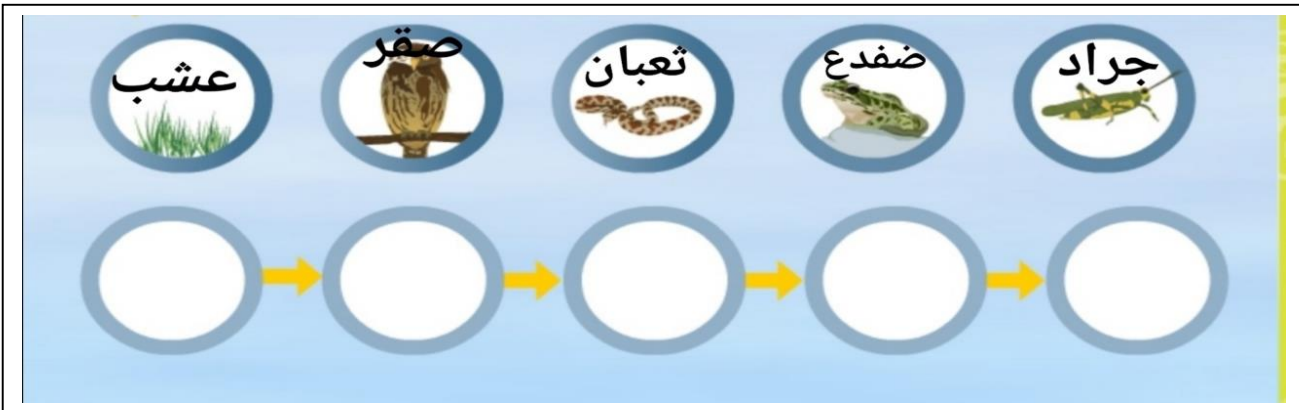 جراد
ضفدع
ثعبان
صقر
عشب